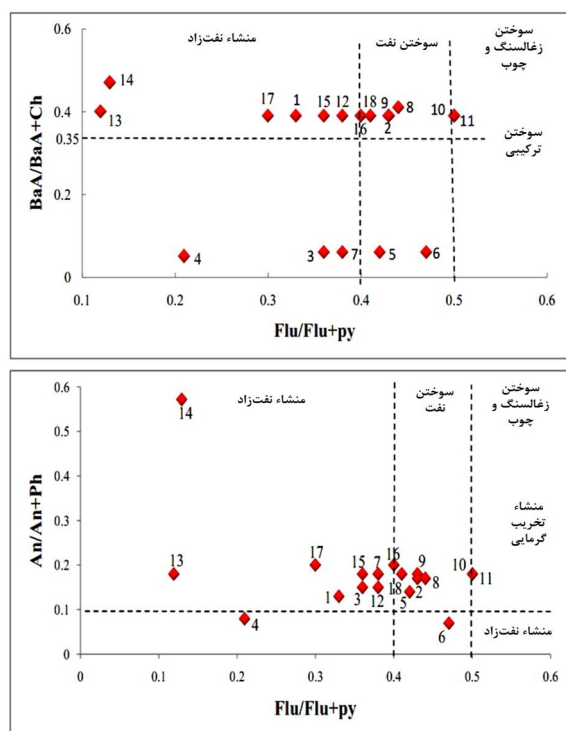 منشاء نفت‌زاد
سوختن نفت
سوختن
زغالسنگ و
چوب
سوختن
ترکیبی
0.6
0.4
0.35
0.2
0
0.1
0.2
0.3
0.4
0.5
0.6
BaA/BaA+Ch
Flu/Flu+py
14
13
17
1
15
12
16
18
9
2
8
10
11
4
3
7
5
6
منشاء نفت‌زاد
سوختن
نفت
سوختن
زغالسنگ و
چوب
منشاء
تخریب
گرمایی
منشاء نفت‌زاد
0.6
0.5
0.4
0.3
0.2
0.1
0
0
0.1
0.2
0.3
0.4
0.5
0.6
An/An+Ph
Flu/Flu+py
14
13
4
17
1
15
3
7
12
16
18
9
2
5
8
10
11
6